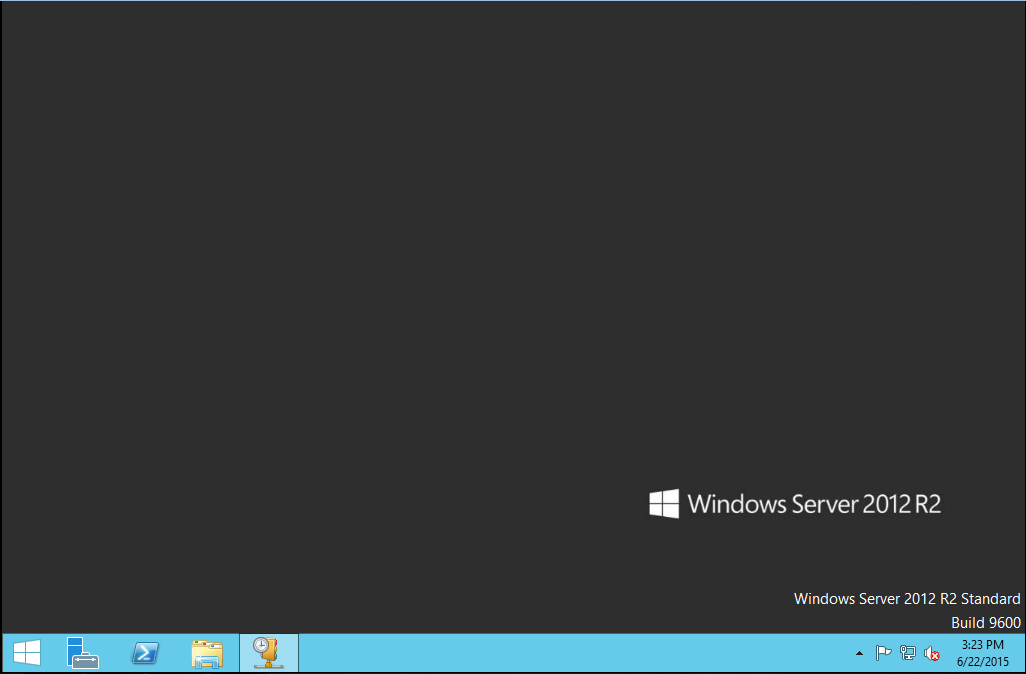 Windows Server 2012 R2
Windows Server 2012 R2 Standard
Build 9600
3:23 PM
6/22/2015